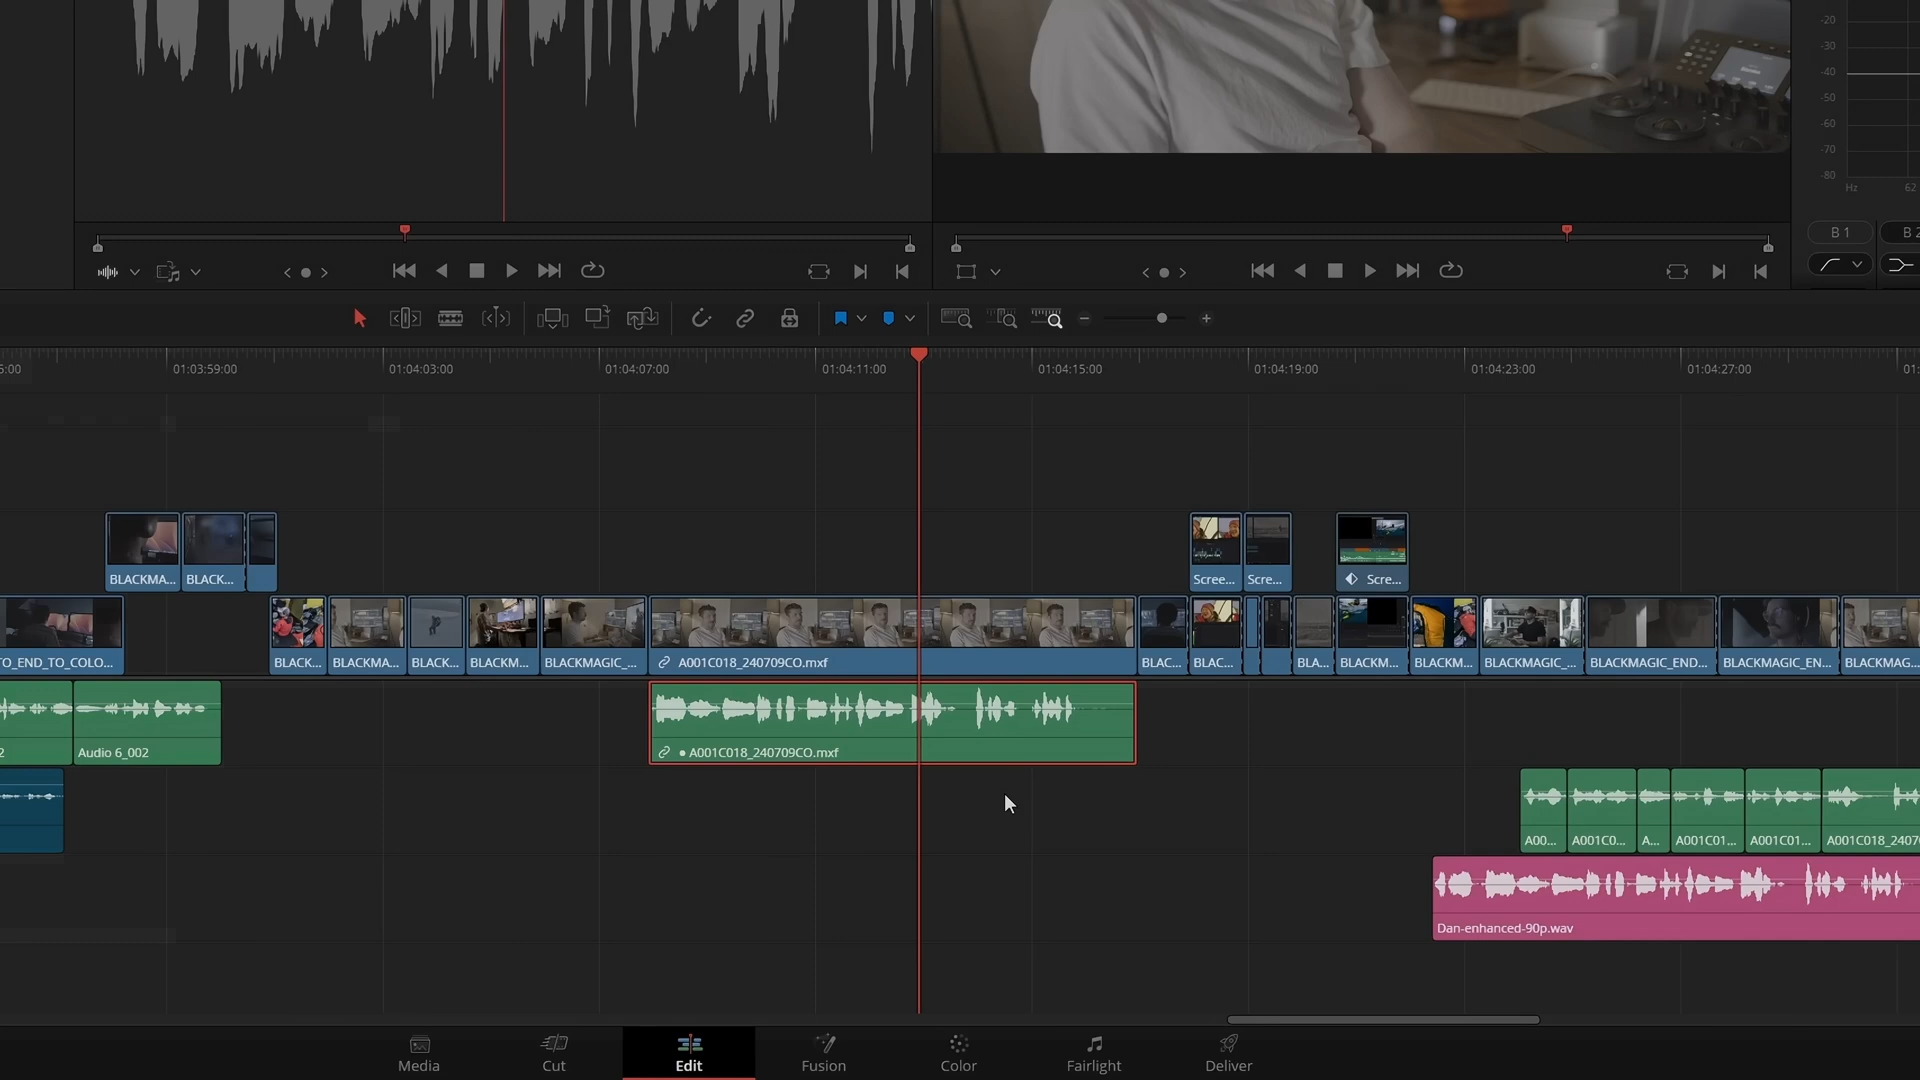 -20
-30
-40
-50
-60
-70
-80
Hz 62
B 1 B 2
5:00 01:03:59:00 01:04:03:00 01:04:07:00 01:04:11:00 01:04:15:00 01:04:19:00 01:04:23:00 01:04:27:00 01:
BLACKMA... BLACK... Scree... Scre... Scre...
TO_END_TO_COLO... BLACK... BLACKMA... BLACK... BLACKM... BLACKMAGIC_... A001C018_240709CO.mxf BLAC... BLAC... BLA... BLACKM... BLACKM... BLACKMAGIC_... BLACKMAGIC_END... BLACKMAGIC_EN... BLACKMAG...
2 Audio 6_002 A001C018_240709CO.mxf
A00... A001C0... A... A001C01... A001C01... A001C018_2407
Dan-enhanced-90p.wav
Media Cut Edit Fusion Color Fairlight Deliver